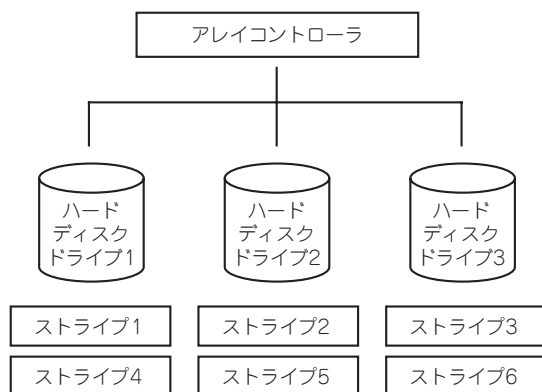 アレイコントローラ
ハード
ディスク
ドライブ1
ハード
ディスク
ドライブ2
ハード
ディスク
ドライブ3
ストライプ1
ストライプ2
ストライプ3
ストライプ4
ストライプ5
ストライプ6